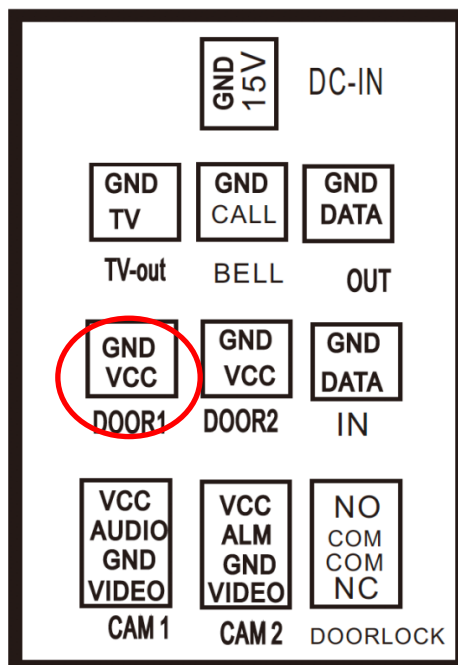 GND
15V
DC-IN
GND
TV
TV-out
GND
CALL
BELL
GND
DATA
OUT
GND
VCC
DOOR1
GND
VCC
DOOR2
GND
DATA
IN
VCC
AUDIO
GND
VIDEO
CAM 1
VCC
ALM
GND
VIDEO
CAM 2
NO
COM
COM
NC
DOORLOCK